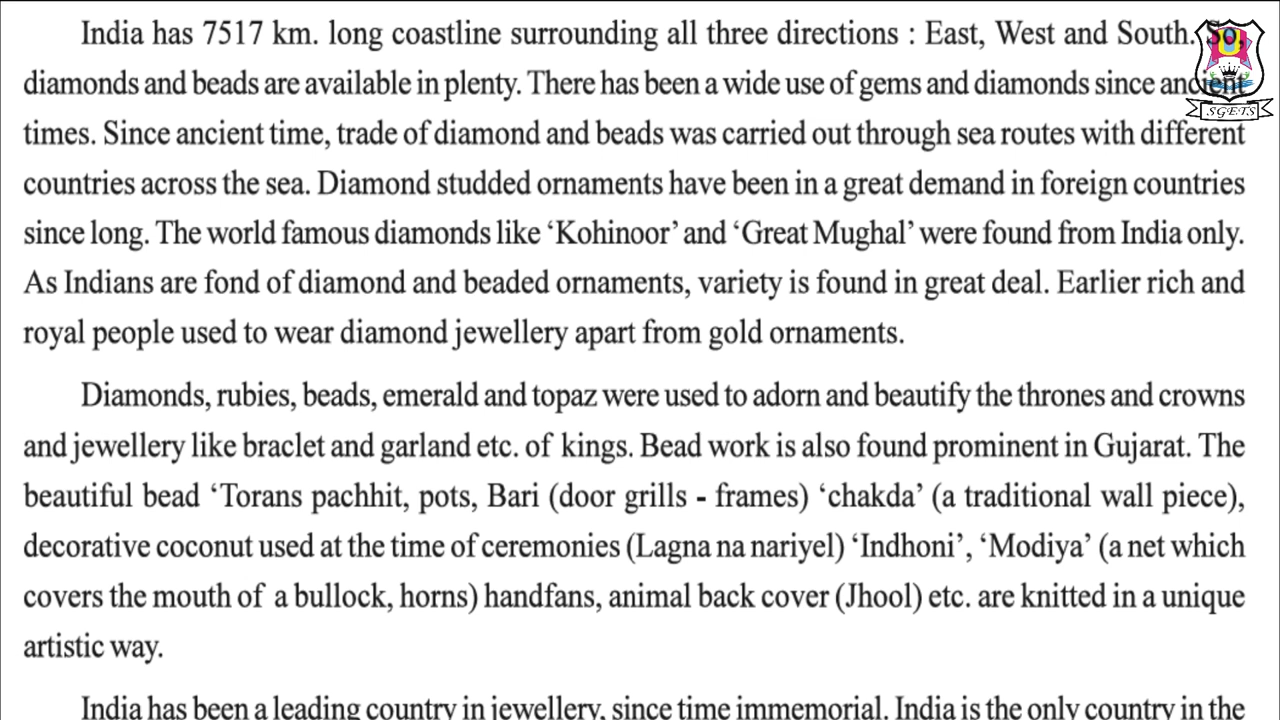 India has 7517 km. long coastline surrounding all three directions : East, West and South. So,
diamonds and beads are available in plenty. There has been a wide use of gems and diamonds since ancient
times. Since ancient time, trade of diamond and beads was carried out through sea routes with different
countries across the sea. Diamond studded ornaments have been in a great demand in foreign countries
since long. The world famous diamonds like ‘Kohinoor’ and ‘Great Mughal’ were found from India only.
As Indians are fond of diamond and beaded ornaments, variety is found in great deal. Earlier rich and
royal people used to wear diamond jewellery apart from gold ornaments.
Diamonds, rubies, beads, emerald and topaz were used to adorn and beautify the thrones and crowns
and jewellery like braclet and garland etc. of kings. Bead work is also found prominent in Gujarat. The
beautiful bead ‘Torans pachhit, pots, Bari (door grills - frames) ‘chakda’ (a traditional wall piece),
decorative coconut used at the time of ceremonies (Lagna na nariyel) ‘Indhoni’, ‘Modiya’ (a net which
covers the mouth of a bullock, horns) handfans, animal back cover (Jhool) etc. are knitted in a unique
artistic way.
India has been a leading country in jewellery, since time immemorial. India is the only country in the
SGETS